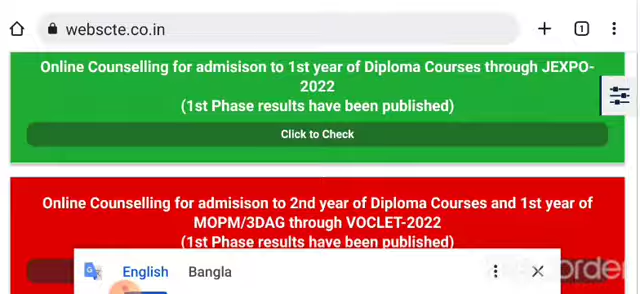 webscte.co.in
1
Online Counselling for admisison to 1st year of Diploma Courses through JEXPO-
2022
(1st Phase results have been published)
Click to Check
Online Counselling for admisison to 2nd year of Diploma Courses and 1st year of
MOPM/3DAG through VOCLET-2022
(1st Phase results have been published)
English Bangla